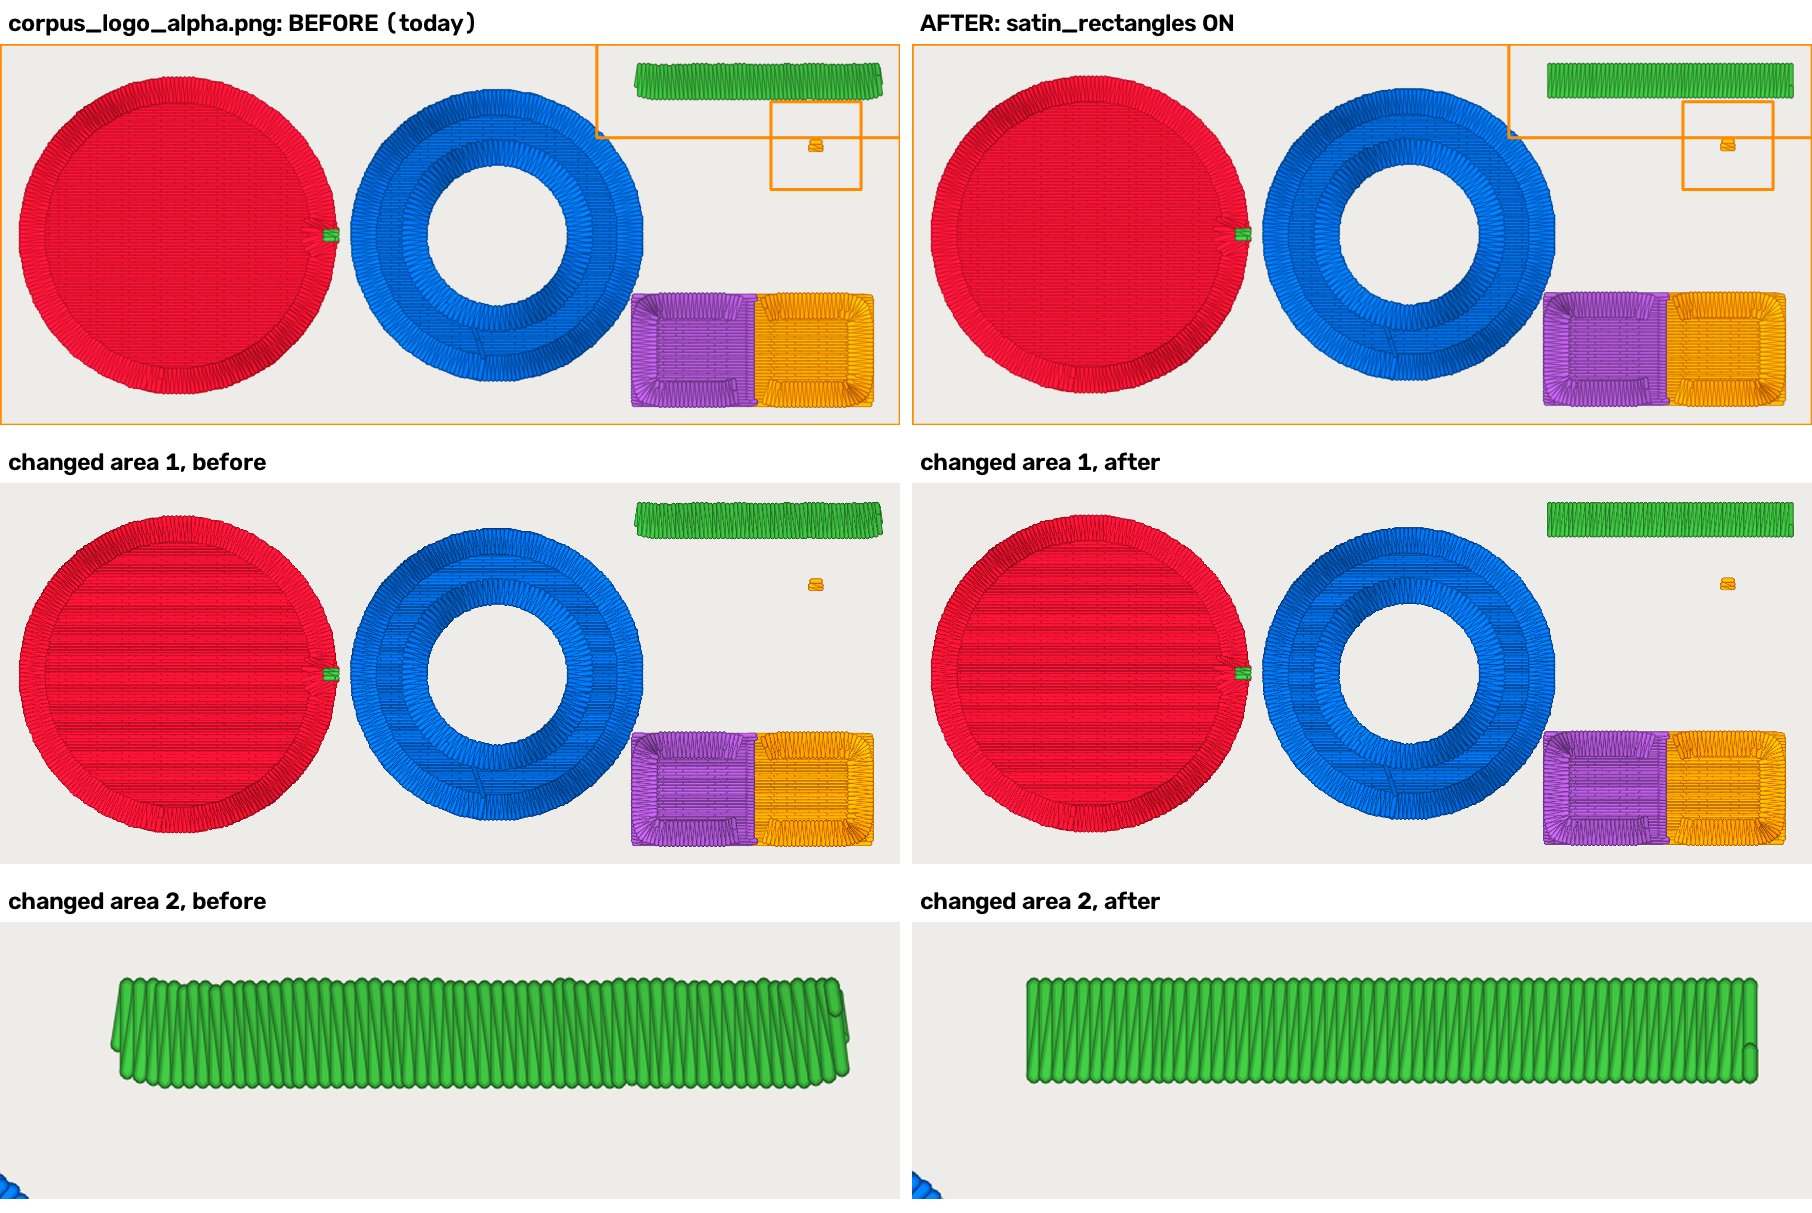 corpus_logo_alpha.png: BEFORE (today)
AFTER: satin_rectangles ON
changed area 1, before
changed area 1, after
changed area 2, before
changed area 2, after